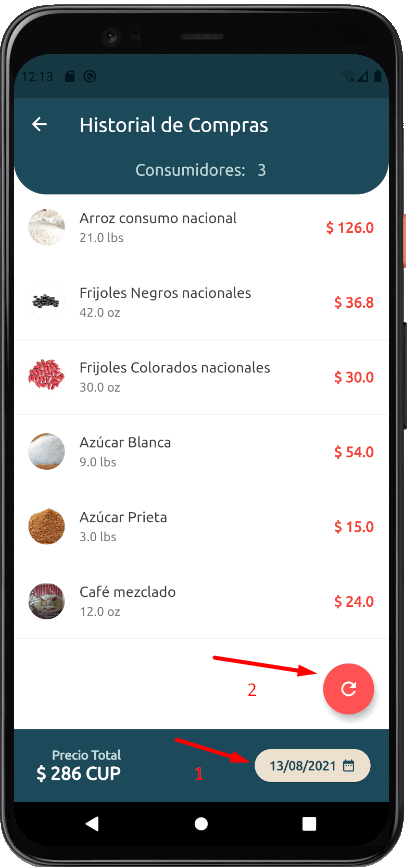 12:13
Historial de Compras
Consumidores: 3
Arroz consumo nacional
21.0 lbs
$ 126.0
Frijoles Negros nacionales
42.0 oz
$ 36.8
Frijoles Colorados nacionales
30.0 oz
$ 30.0
Azúcar Blanca
9.0 lbs
$ 54.0
Azúcar Prieta
3.0 lbs
$ 15.0
Café mezclado
12.0 oz
$ 24.0
2
Precio Total
$ 286 CUP
1
13/08/2021